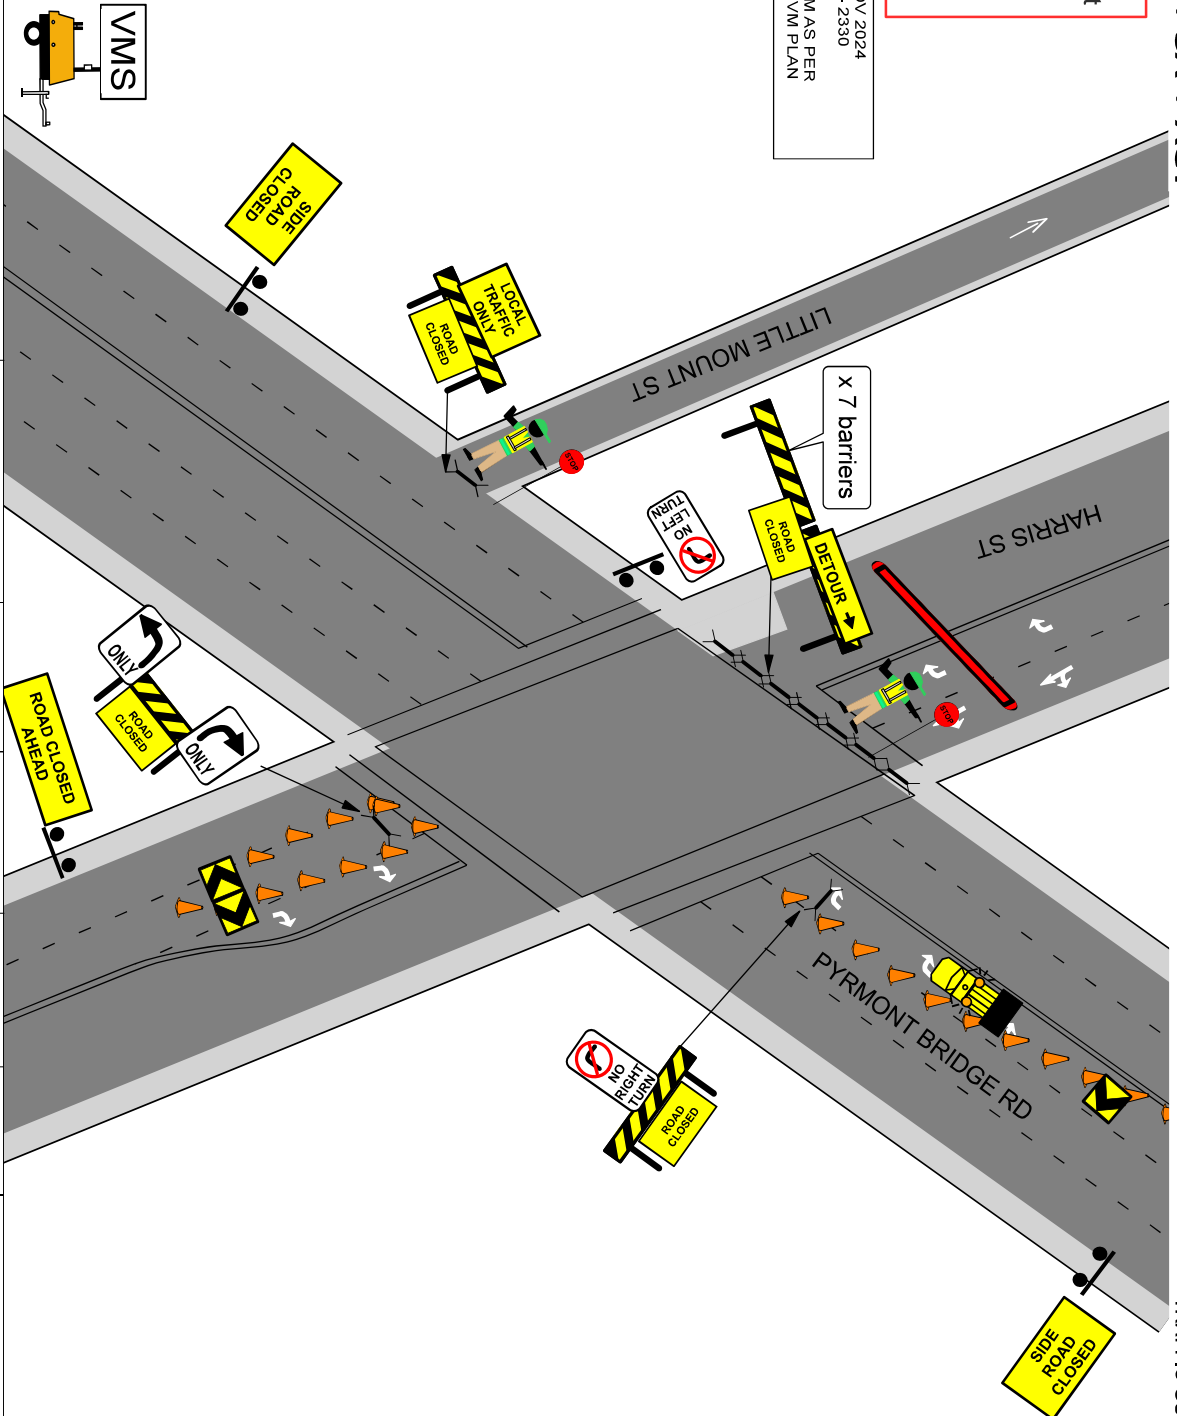 OV 2024
- 2330
M AS PER
VM PLAN
VMS
SIDE
ROAD
CLOSED
LOCAL
TRAFFIC
ONLY
ROAD
CLOSED
LITTLE MOUNT ST
STOP
x 7 barriers
NO
LEFT
TURN
ROAD
CLOSED
DETOUR
HARRIS ST
STOP
ONLY
ROAD
CLOSED
ONLY
ROAD CLOSED
AHEAD
PYRMONT BRIDGE RD
NO
RIGHT
TURN
ROAD
CLOSED
SIDE
ROAD
CLOSED